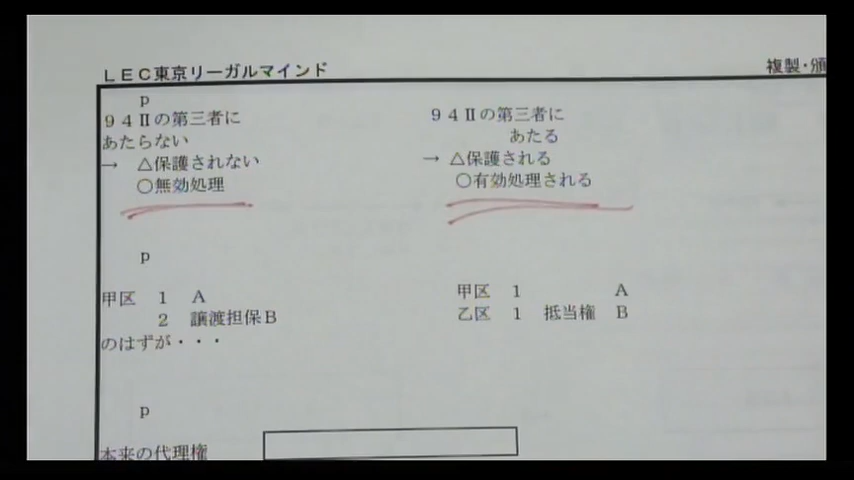 LEC東京リーガルマインド
複製・頒
p
94Ⅱの第三者に
あたらない
→ △保護されない
○無効処理
94Ⅱの第三者に
あたる
→ △保護される
○有効処理される
p
甲区 1 A
2 譲渡担保B
のはずが・・・
甲区 1 A
乙区 1 抵当権 B
p
本来の代理権